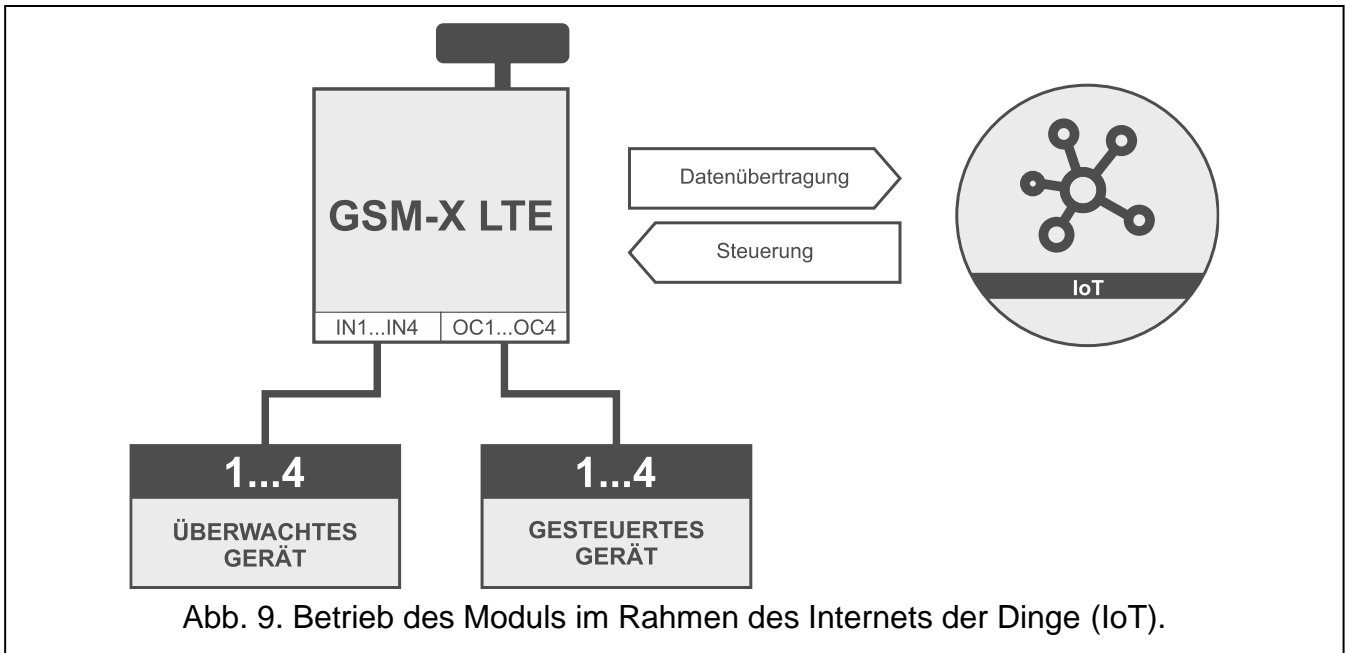 GSM-X LTE
IN1...IN4
OC1...OC4
Datenübertragung
Steuerung
IoT
1...4
ÜBERWACHTES
GERÄT
1...4
GESTEUERTES
GERÄT
Abb. 9. Betrieb des Moduls im Rahmen des Internets der Dinge (IoT).